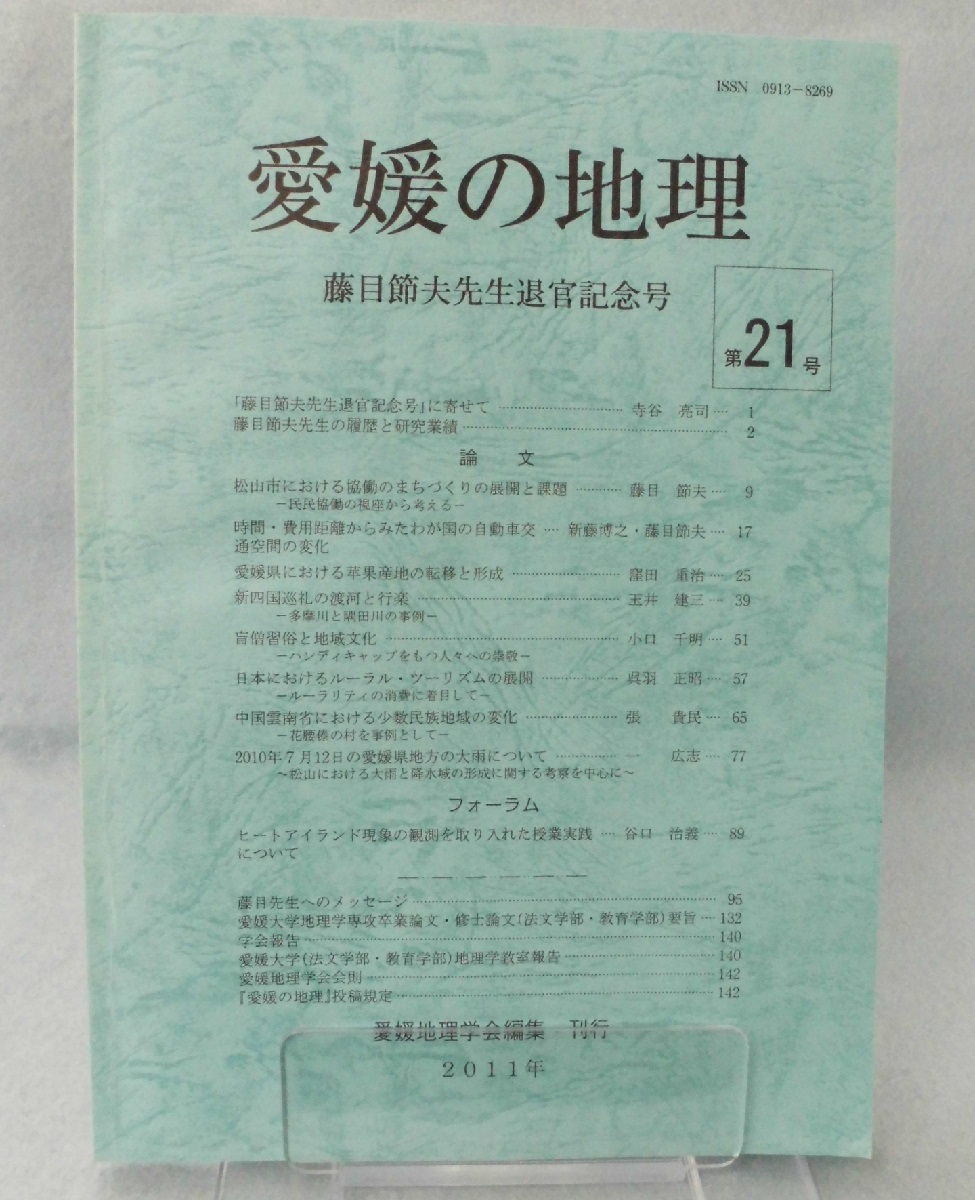 ISSN 0913-8269
愛媛の地理
藤目節夫先生退官記念号
第21号
「藤目節夫先生退官記念号」に寄せて ………… 寺谷 亮司… 1
藤目節夫先生の履歴と研究業績 ………… 2
論文
松山市における協働のまちづくりの展開と課題 ………… 藤目 節夫… 9
－民民協働の視座から考える－
時間・費用距離からみたわが国の自動車交 … 新藤博之・藤目節夫… 17
通空間の変化
愛媛県における苹果産地の転移と形成 ………… 窪田 重治… 25
新四国巡礼の渡河と行楽 ………… 玉井 建三… 39
－多摩川と隅田川の事例－
盲僧習俗と地域文化 ………… 小口 千明… 51
－ハンディキャップをもつ人々への崇敬－
日本におけるルーラル・ツーリズムの展開 ………… 呉羽 正昭… 57
－ルーラリティの消費に着目して－
中国雲南省における少数民族地域の変化 ………… 張 貴民… 65
－花腰傣の村を事例として－
2010年7月12日の愛媛県地方の大雨について ………… 広志… 77
～松山における大雨と降水域の形成に関する考察を中心に～
フォーラム
ヒートアイランド現象の観測を取り入れた授業実践 … 谷口 治義… 89
について
藤目先生へのメッセージ ………… 95
愛媛大学地理学専攻卒業論文・修士論文(法文学部・教育学部)要旨 … 132
学会報告 ………… 140
愛媛大学(法文学部・教育学部)地理学教室報告 ………… 140
愛媛地理学会会則 ………… 142
『愛媛の地理』投稿規定 ………… 142
愛媛地理学会編集 刊行
2011年